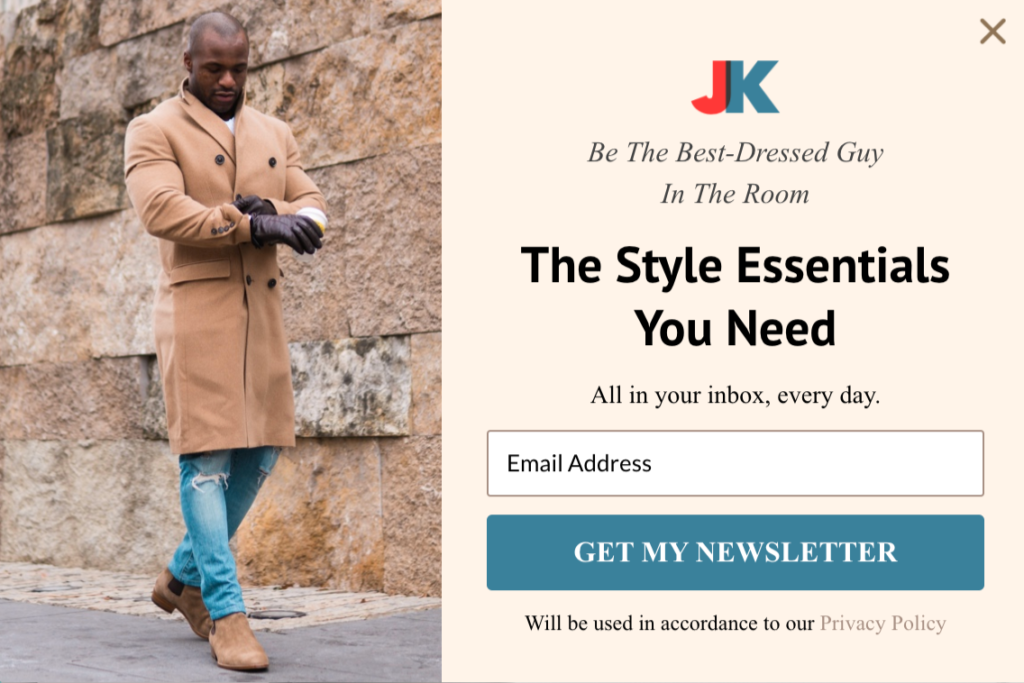 JK
Be The Best-Dressed Guy
In The Room
The Style Essentials
You Need
All in your inbox, every day.
Email Address
GET MY NEWSLETTER
Will be used in accordance to our Privacy Policy